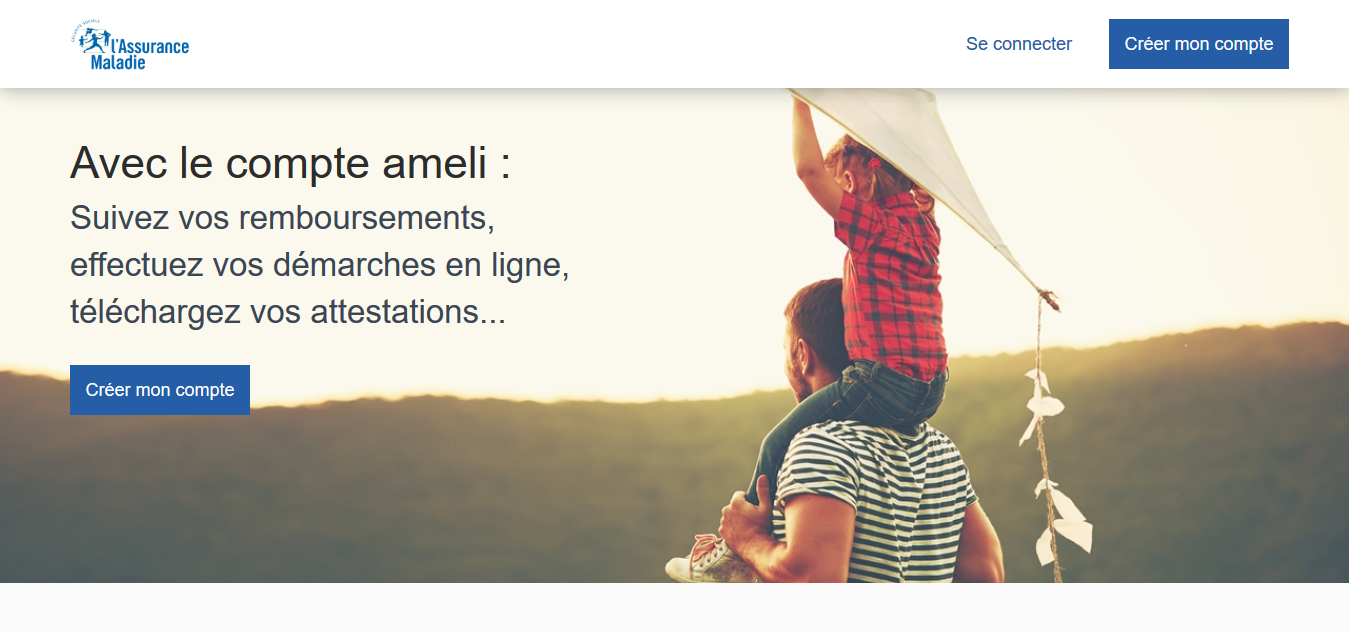 SÉCURITÉ SOCIALE
l'Assurance
Maladie
Se connecter
Créer mon compte
Avec le compte ameli :
Suivez vos remboursements,
effectuez vos démarches en ligne,
téléchargez vos attestations...
Créer mon compte